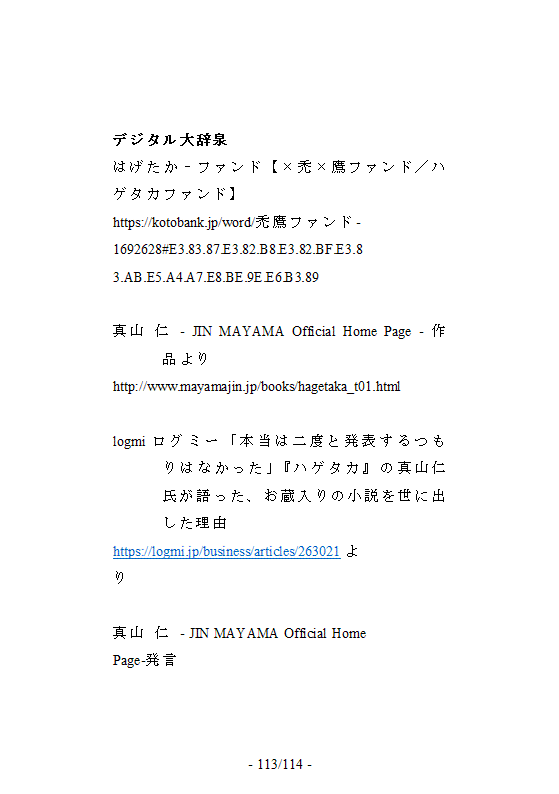 デジタル大辞泉
はげたか‐ファンド【×禿×鷹ファンド／ハ
ゲタカファンド】
https://kotobank.jp/word/禿鷹ファンド-
1692628#E3.83.87.E3.82.B8.E3.82.BF.E3.8
3.AB.E5.A4.A7.E8.BE.9E.E6.B3.89
真山 仁 - JIN MAYAMA Official Home Page - 作
品より
http://www.mayamajin.jp/books/hagetaka_t01.html
logmi ログミー「本当は二度と発表するつも
りはなかった」『ハゲタカ』の真山仁
氏が語った、お蔵入りの小説を世に出
した理由
https://logmi.jp/business/articles/263021 よ
り
真山 仁 - JIN MAYAMA Official Home
Page-発言
- 113/114 -